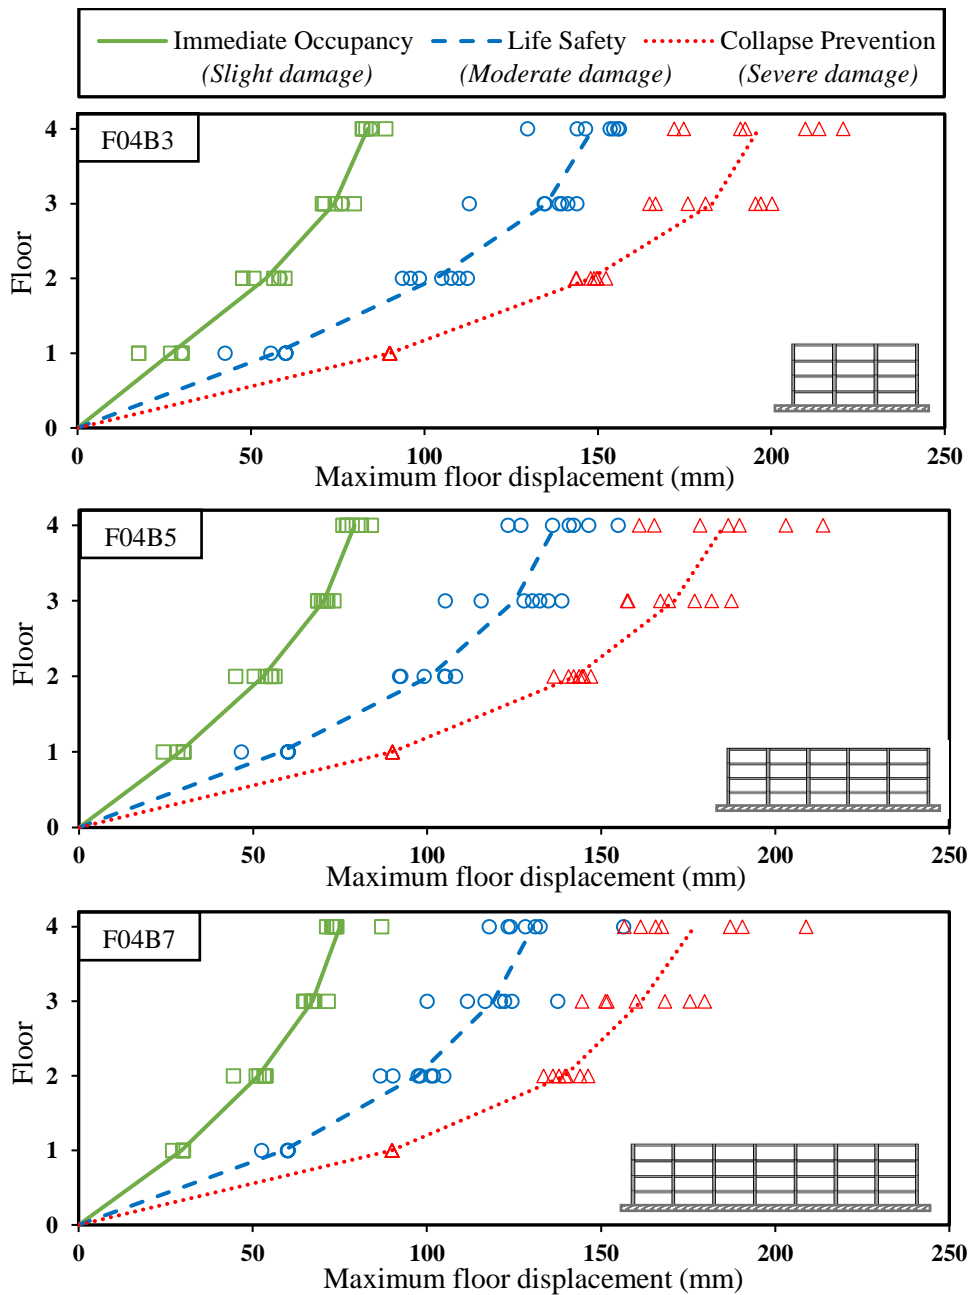 Immediate Occupancy Life Safety Collapse Prevention
(Slight damage) (Moderate damage) (Severe damage)
F04B3
4
3
2
1
0
Floor
0 50 100 150 200 250
Maximum floor displacement (mm)
F04B5
4
3
2
1
0
Floor
0 50 100 150 200 250
Maximum floor displacement (mm)
F04B7
4
3
2
1
0
Floor
0 50 100 150 200 250
Maximum floor displacement (mm)